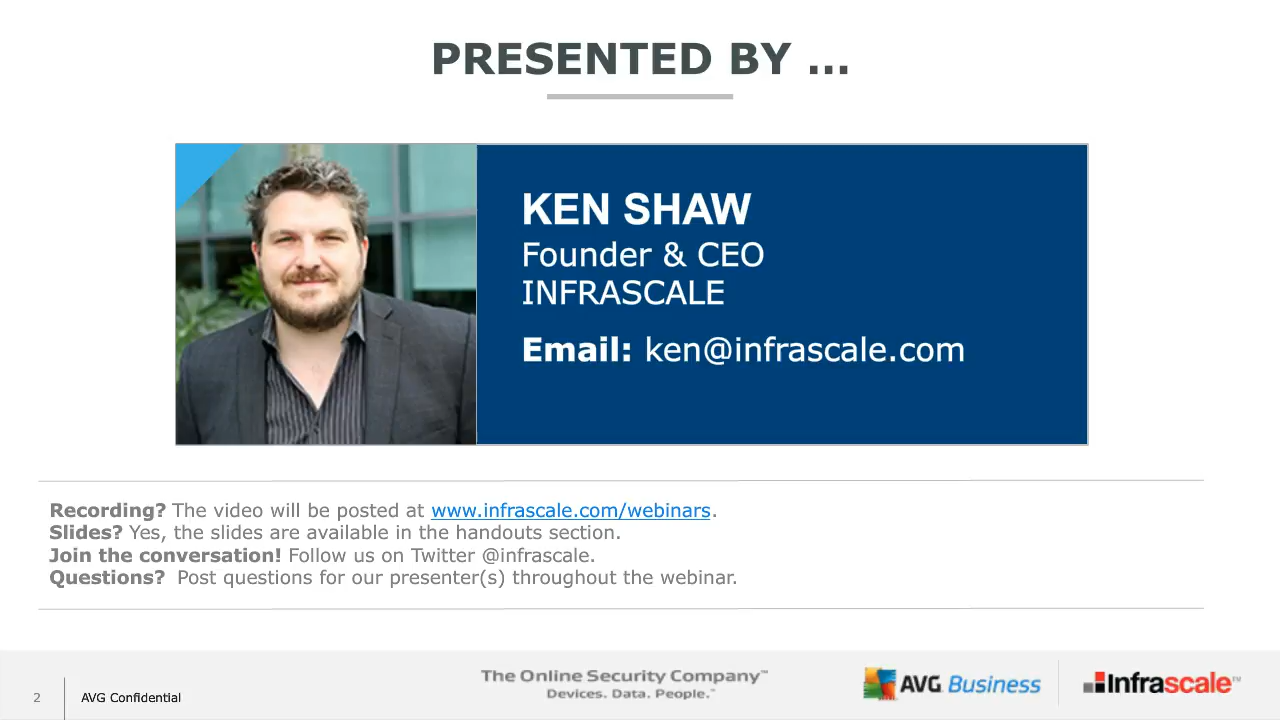 PRESENTED BY ...
KEN SHAW
Founder & CEO
INFRASCALE
Email: ken@infrascale.com
Recording? The video will be posted at www.infrascale.com/webinars.
Slides? Yes, the slides are available in the handouts section.
Join the conversation! Follow us on Twitter @infrascale.
Questions?  Post questions for our presenter(s) throughout the webinar.
2
AVG Confidential
The Online Security Company™
Devices. Data. People.™
AVG Business
Infrascale™